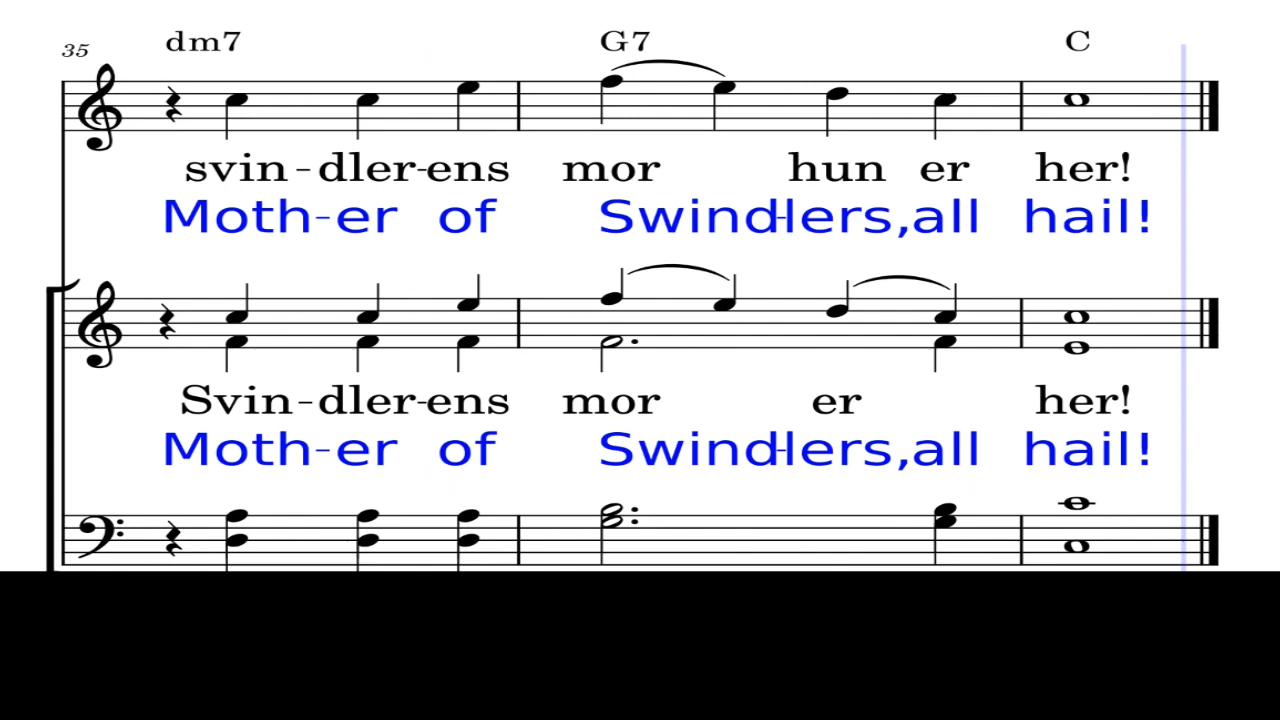 35 dm7 G7 C
svin-dler-ens mor hun er her!
Moth-er of Swind-lers, all hail!
Svin-dler-ens mor er her!
Moth-er of Swind-lers, all hail!